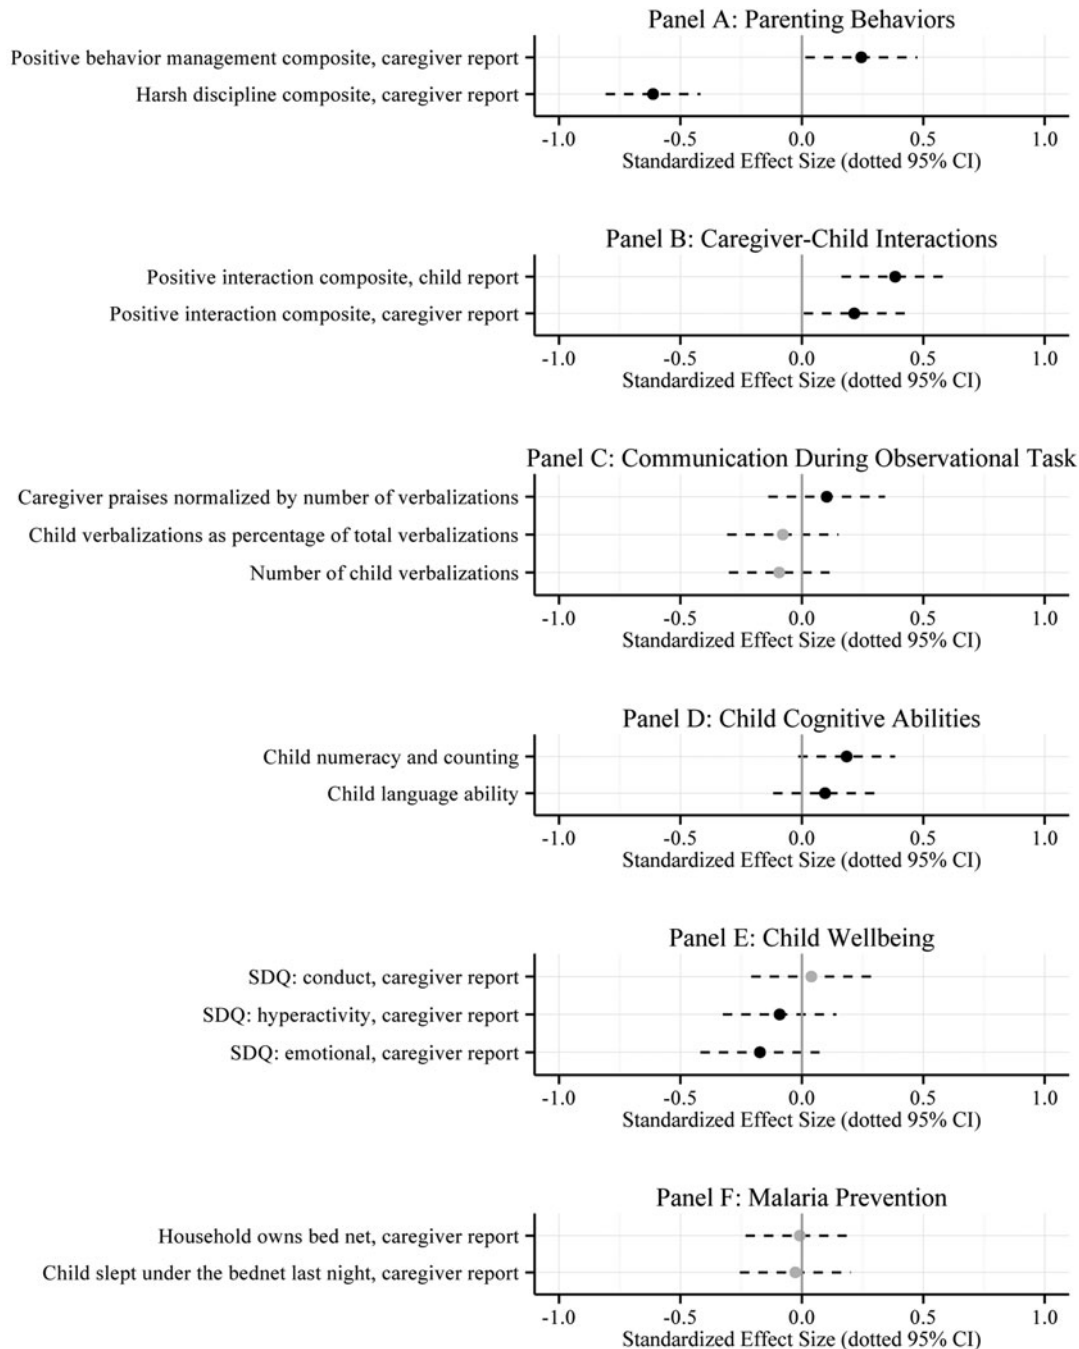 Panel A: Parenting Behaviors
Positive behavior management composite, caregiver report
Harsh discipline composite, caregiver report
-1.0 -0.5 0.0 0.5 1.0
Standardized Effect Size (dotted 95% CI)
Panel B: Caregiver-Child Interactions
Positive interaction composite, child report
Positive interaction composite, caregiver report
-1.0 -0.5 0.0 0.5 1.0
Standardized Effect Size (dotted 95% CI)
Panel C: Communication During Observational Task
Caregiver praises normalized by number of verbalizations
Child verbalizations as percentage of total verbalizations
Number of child verbalizations
-1.0 -0.5 0.0 0.5 1.0
Standardized Effect Size (dotted 95% CI)
Panel D: Child Cognitive Abilities
Child numeracy and counting
Child language ability
-1.0 -0.5 0.0 0.5 1.0
Standardized Effect Size (dotted 95% CI)
Panel E: Child Wellbeing
SDQ: conduct, caregiver report
SDQ: hyperactivity, caregiver report
SDQ: emotional, caregiver report
-1.0 -0.5 0.0 0.5 1.0
Standardized Effect Size (dotted 95% CI)
Panel F: Malaria Prevention
Household owns bed net, caregiver report
Child slept under the bednet last night, caregiver report
-1.0 -0.5 0.0 0.5 1.0
Standardized Effect Size (dotted 95% CI)